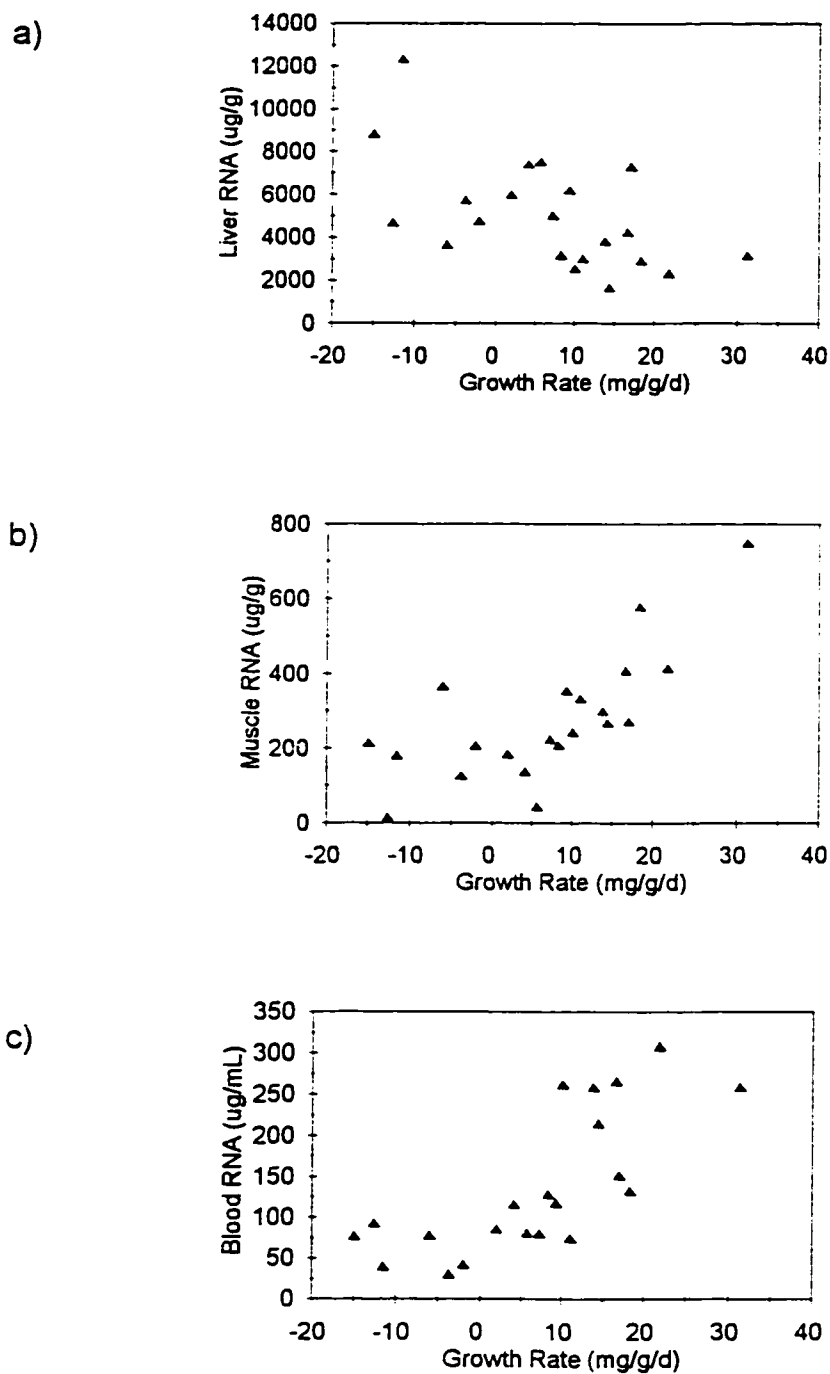 a)
Liver RNA (ug/g)
14000
12000
10000
8000
6000
4000
2000
0
-20 -10 0 10 20 30 40
Growth Rate (mg/g/d)
b)
Muscle RNA (ug/g)
800
600
400
200
0
-20 -10 0 10 20 30 40
Growth Rate (mg/g/d)
c)
Blood RNA (ug/mL)
350
300
250
200
150
100
50
0
-20 -10 0 10 20 30 40
Growth Rate (mg/g/d)